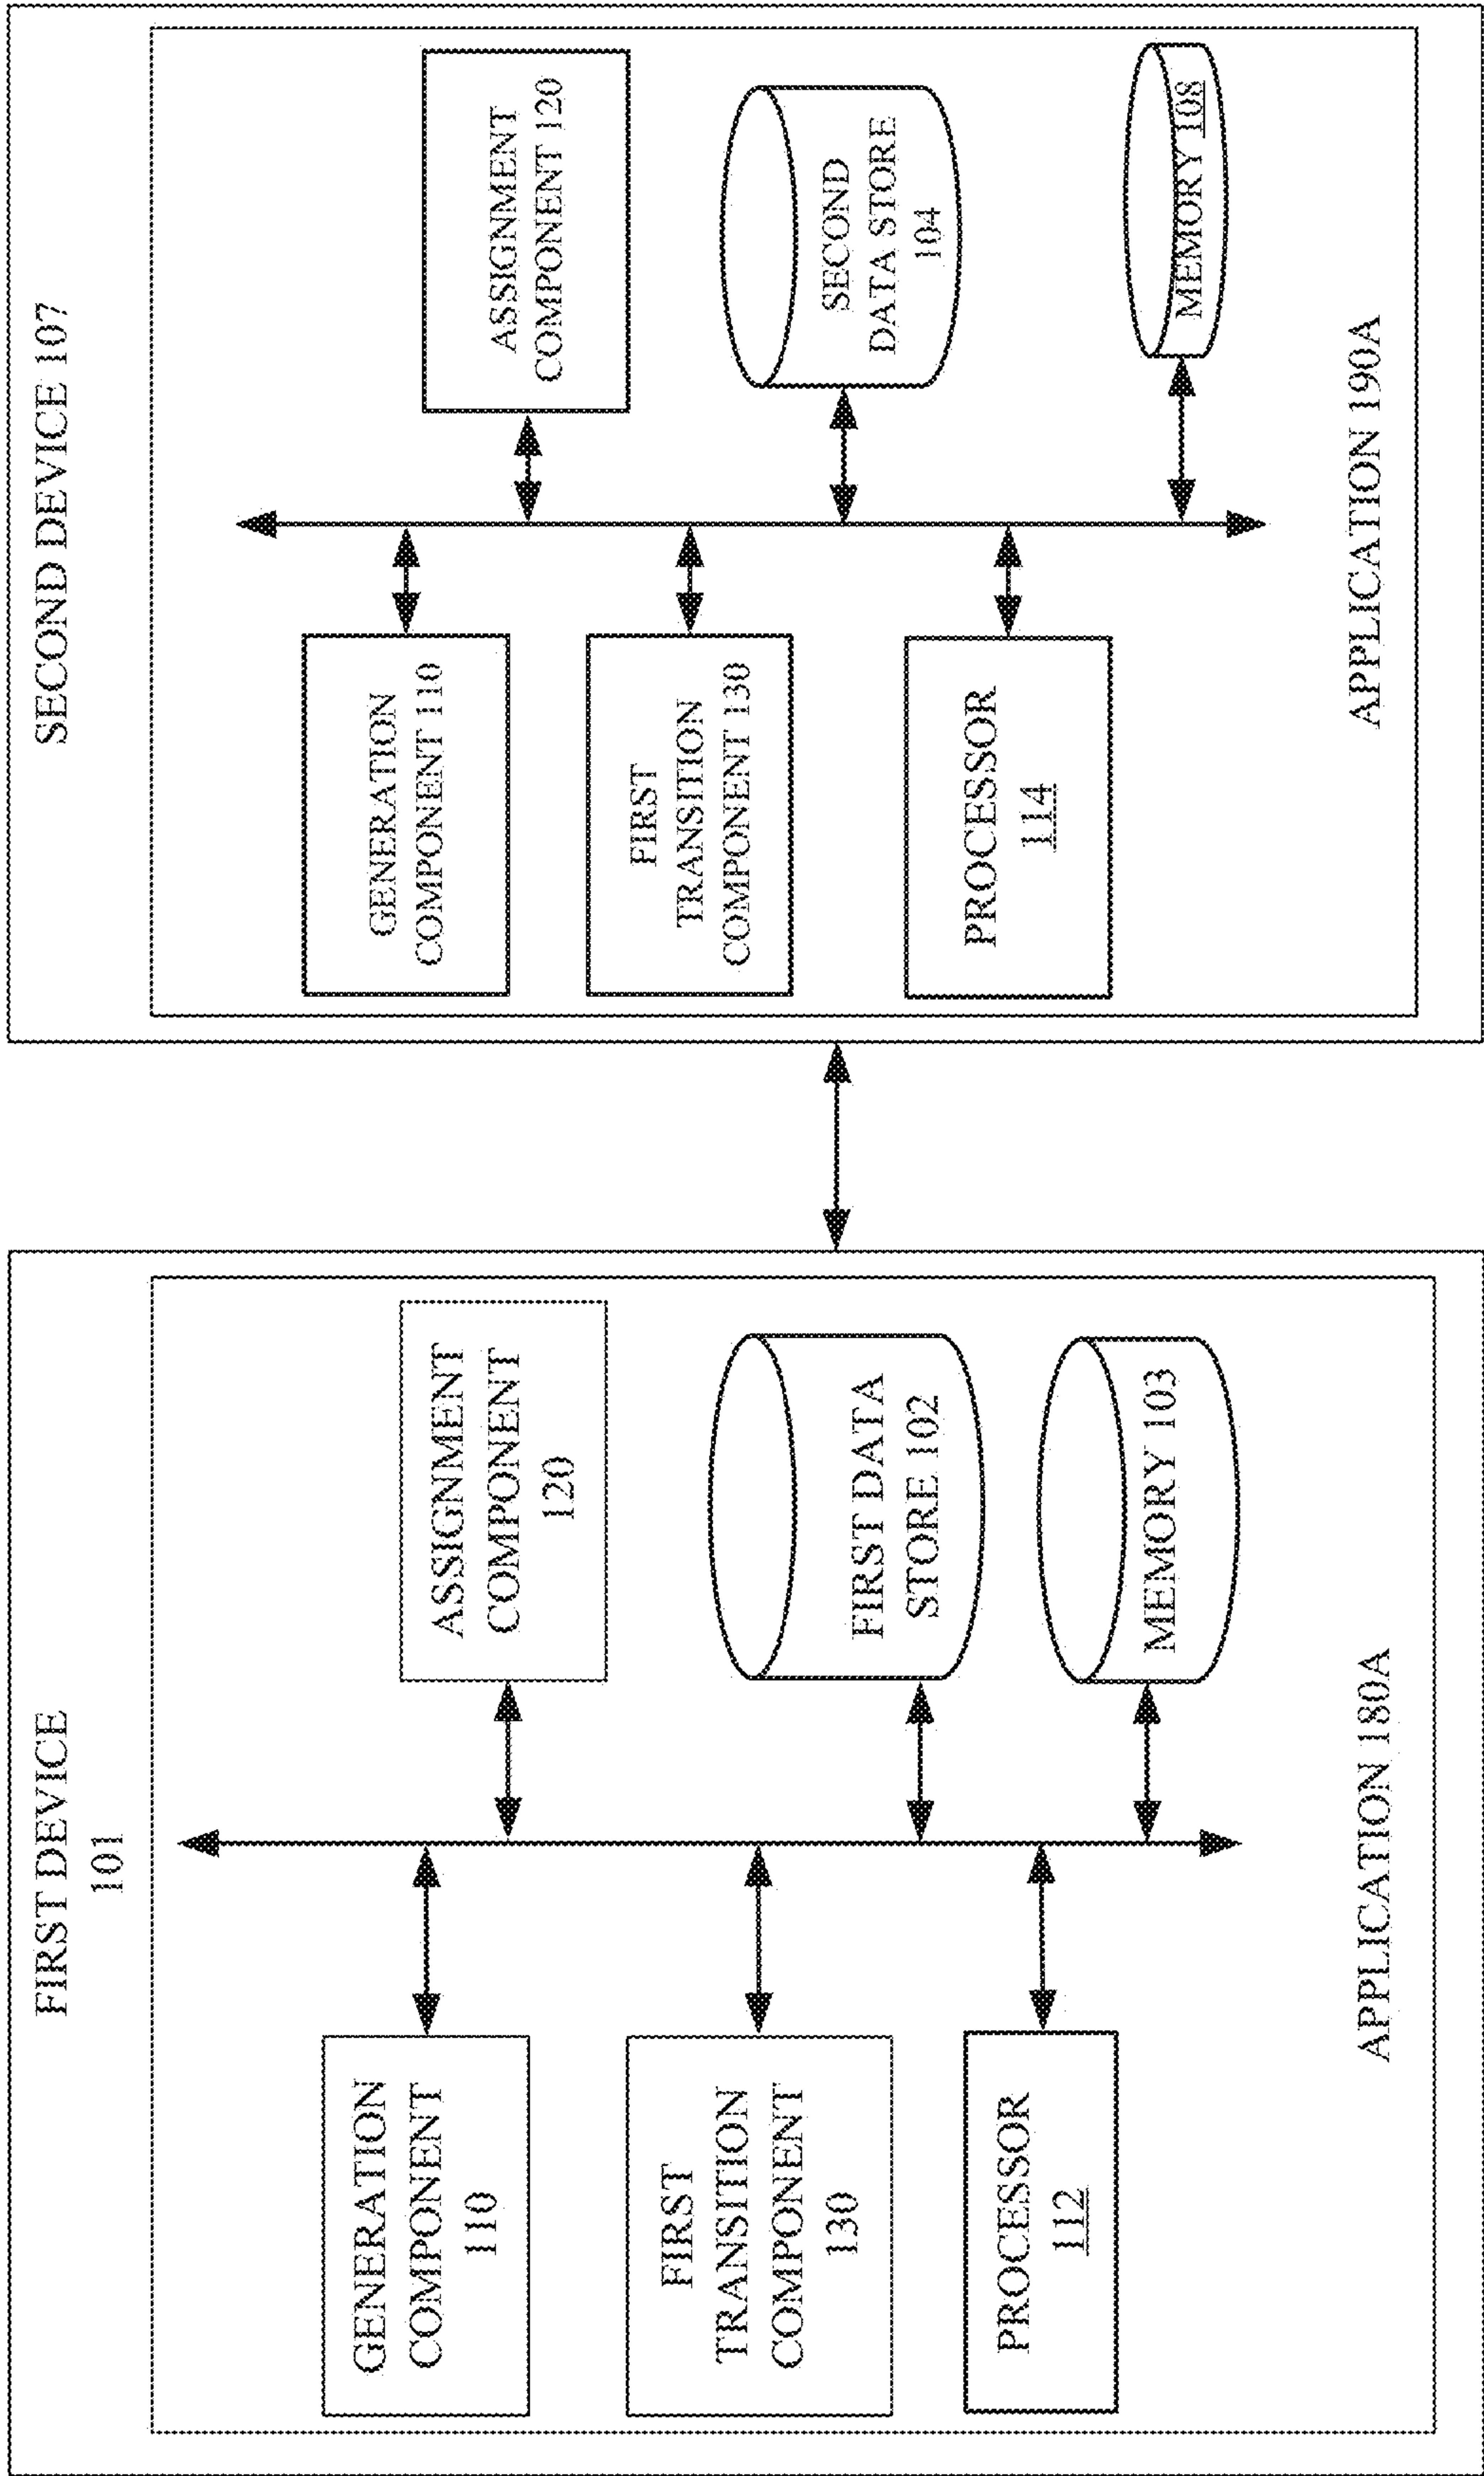 FIRST DEVICE
101
GENERATION
COMPONENT
110
ASSIGNMENT
COMPONENT
120
FIRST
TRANSITION
COMPONENT
130
FIRST DATA
STORE 102
PROCESSOR
112
MEMORY 103
APPLICATION 180A
SECOND DEVICE 107
GENERATION
COMPONENT 110
ASSIGNMENT
COMPONENT 120
FIRST
TRANSITION
COMPONENT 130
SECOND
DATA STORE
104
PROCESSOR
114
MEMORY 108
APPLICATION 190A